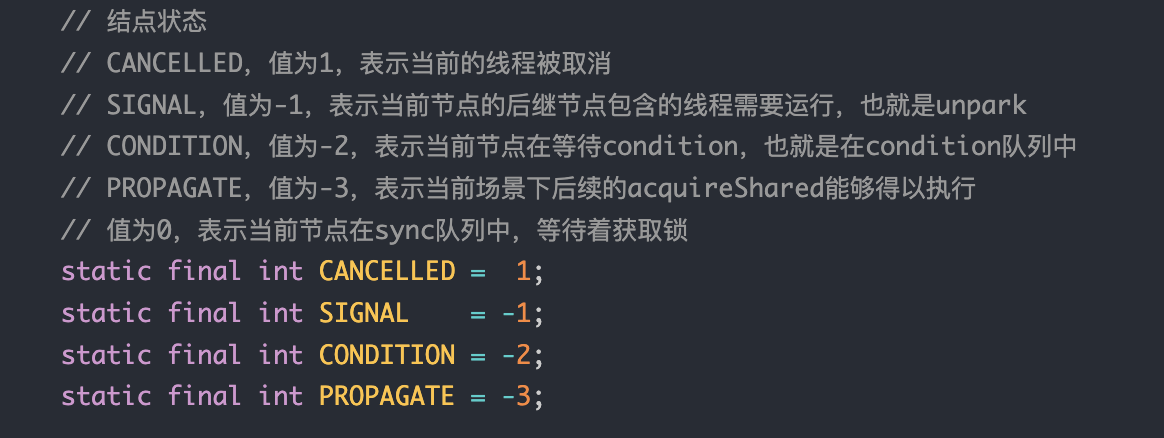 // 结点状态
// CANCELLED，值为1，表示当前的线程被取消
// SIGNAL，值为-1，表示当前节点的后继节点包含的线程需要运行，也就是unpark
// CONDITION，值为-2，表示当前节点在等待condition，也就是在condition队列中
// PROPAGATE，值为-3，表示当前场景下后续的acquireShared能够得以执行
// 值为0，表示当前节点在sync队列中，等待着获取锁
static final int CANCELLED =  1;
static final int SIGNAL    = -1;
static final int CONDITION = -2;
static final int PROPAGATE = -3;